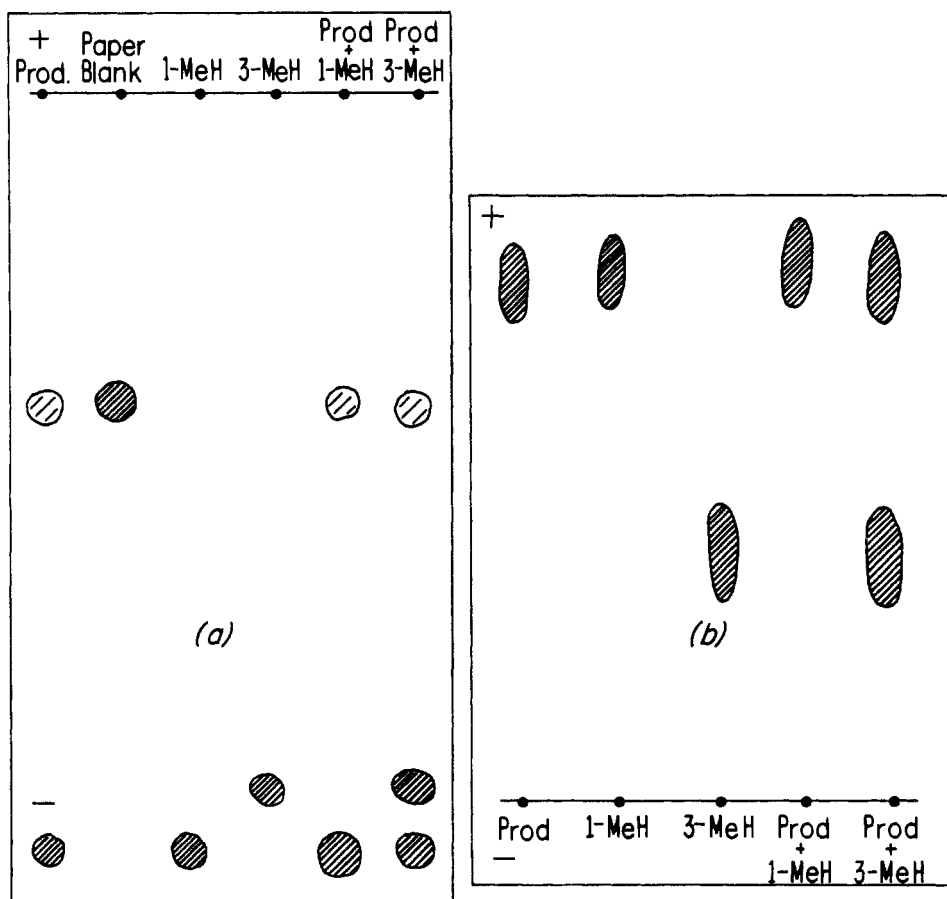 +
Prod.
Paper
Blank
1-MeH
3-MeH
Prod
+
1-MeH
Prod
+
3-MeH
(a)
−
+
(b)
Prod
1-MeH
3-MeH
Prod
+
1-MeH
Prod
+
3-MeH
−